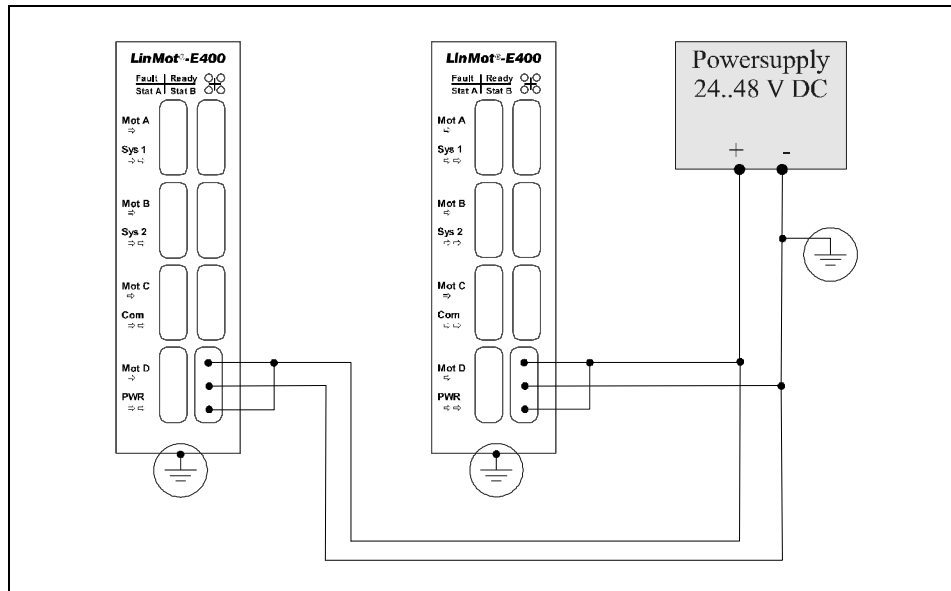 LinMot®-E400
Fault Ready
Stat A Stat B
Mot A
Sys 1
Mot B
Sys 2
Mot C
Com
Mot D
PWR
LinMot®-E400
Fault Ready
Stat A Stat B
Mot A
Sys 1
Mot B
Sys 2
Mot C
Com
Mot D
PWR
Powersupply
24..48 V DC
+ -